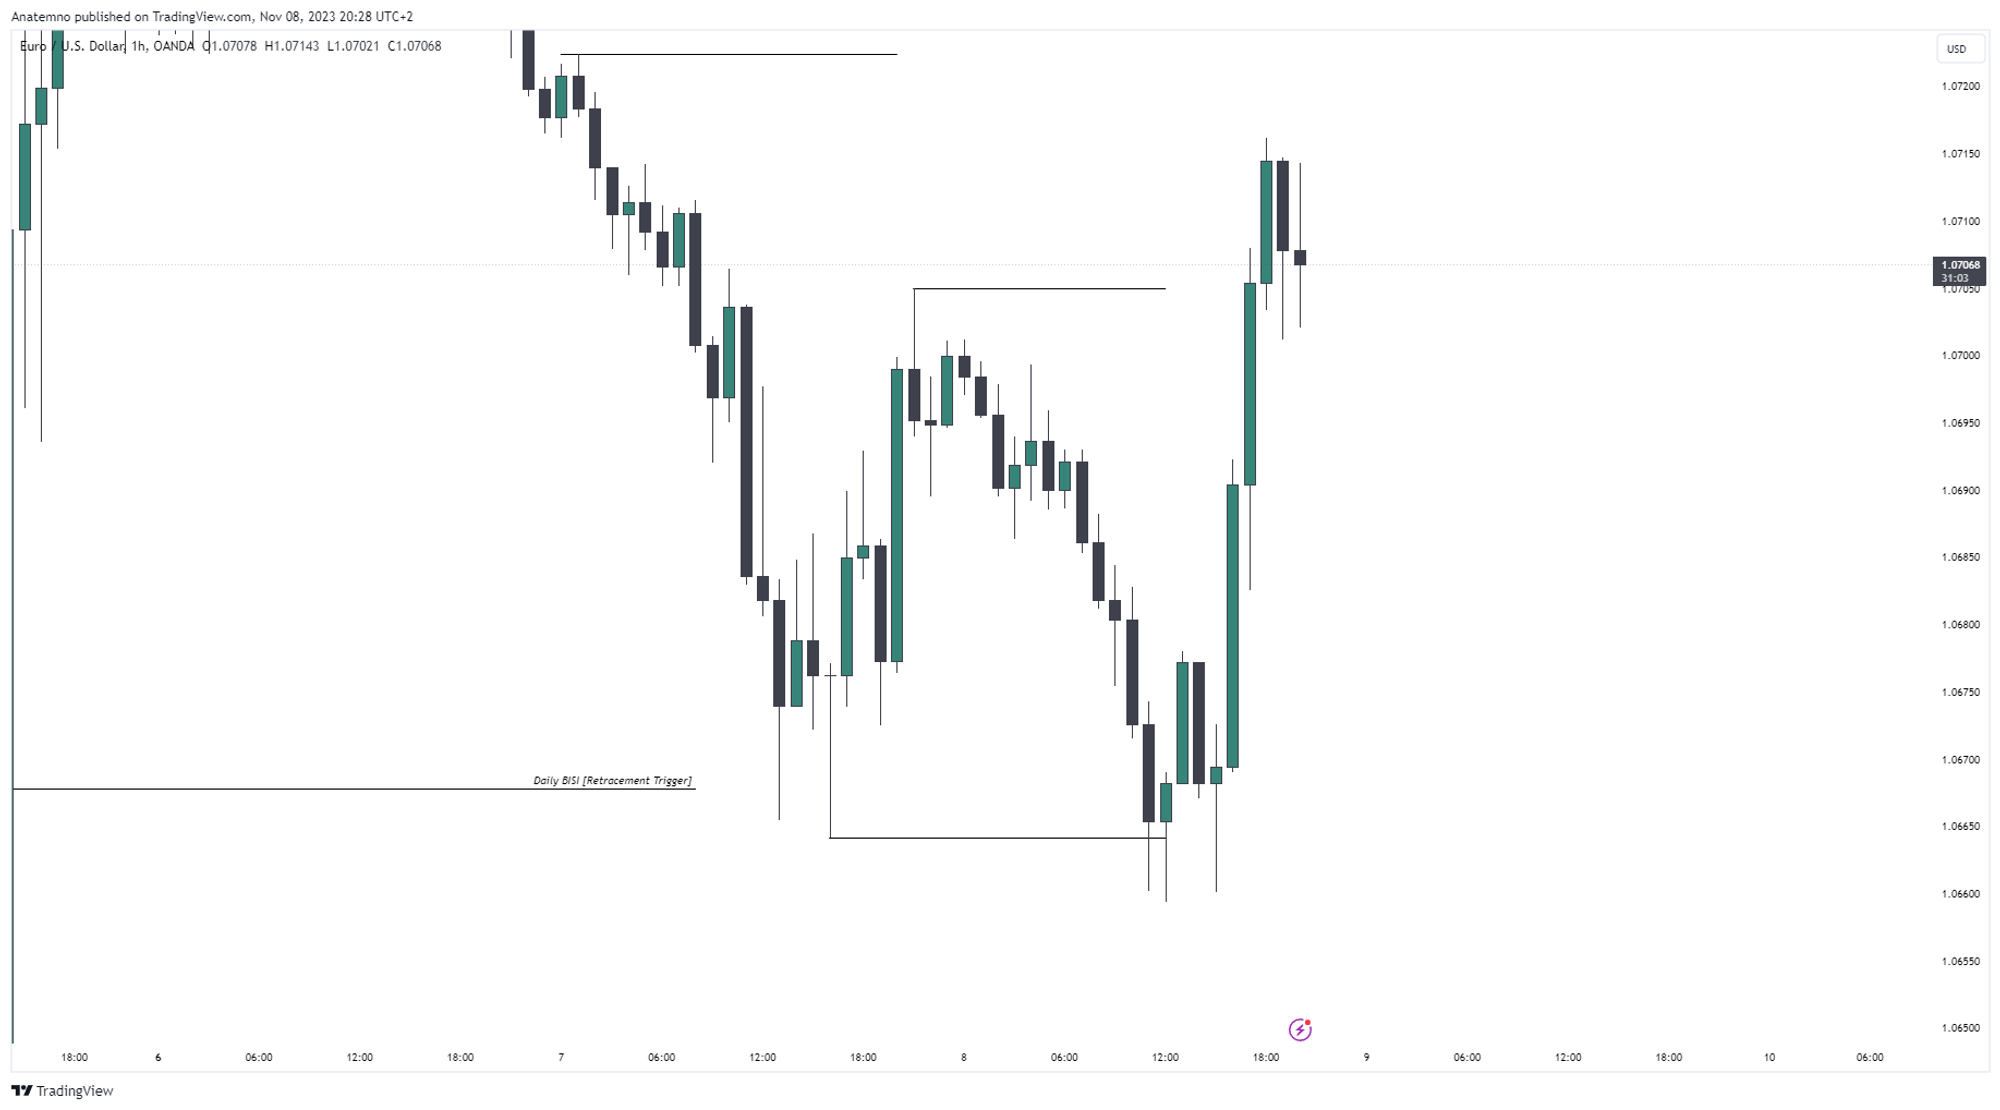 Anatemno published on TradingView.com, Nov 08, 2023 20:28 UTC+2
Euro / U.S. Dollar, 1h, OANDA O1.07078 H1.07143 L1.07021 C1.07068
USD
1.07200
1.07150
1.07100
1.07068
31:03
1.07050
1.07000
1.06950
1.06900
1.06850
1.06800
1.06750
1.06700
Daily BISI [Retracement Trigger]
1.06650
1.06600
1.06550
1.06500
18:00 6 06:00 12:00 18:00 7 06:00 12:00 18:00 8 06:00 12:00 18:00 9 06:00 12:00 18:00 10 06:00
TradingView